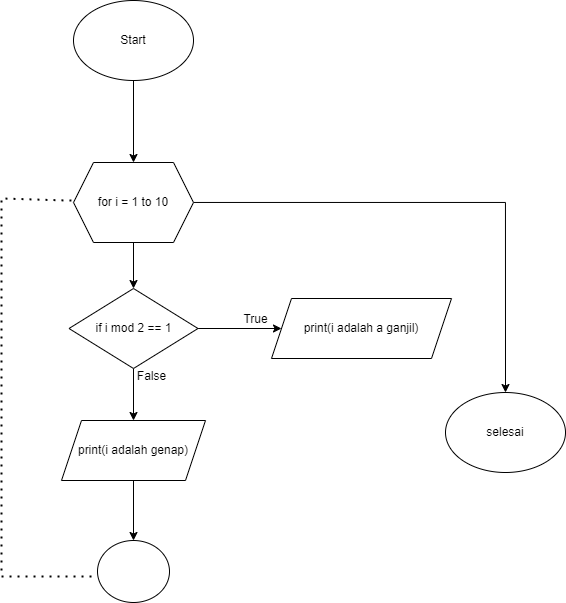 Start
for i = 1 to 10
if i mod 2 == 1
True
print(i adalah a ganjil)
False
print(i adalah genap)
selesai